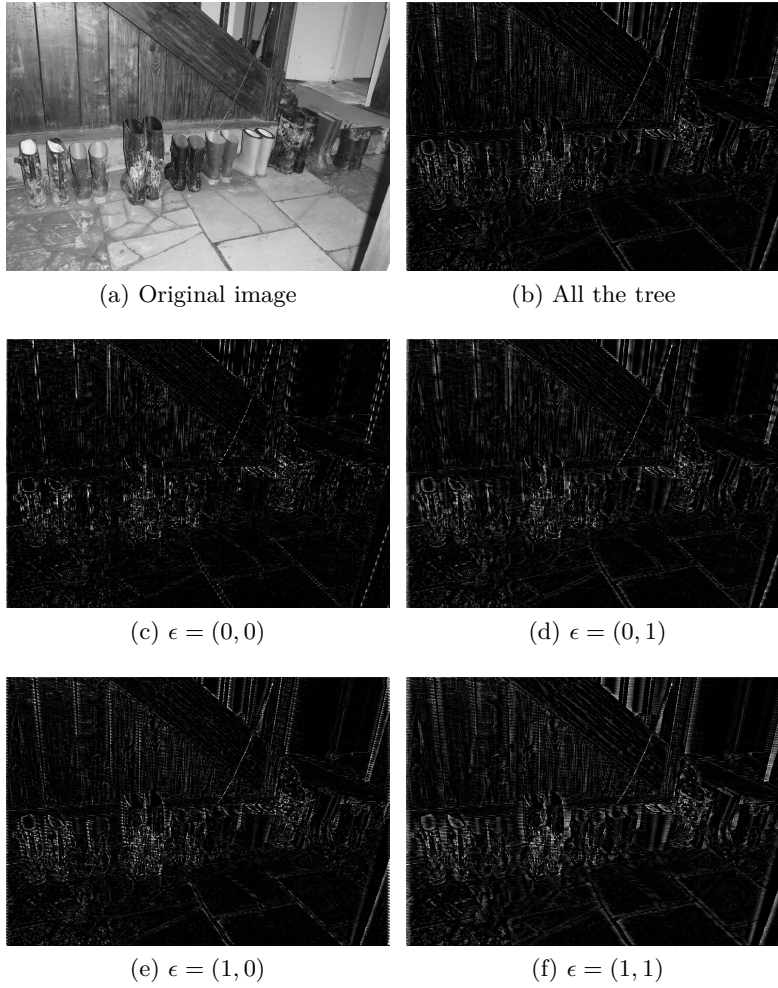 (a) Original image
(b) All the tree
(c) ϵ = (0, 0)
(d) ϵ = (0, 1)
(e) ϵ = (1, 0)
(f) ϵ = (1, 1)